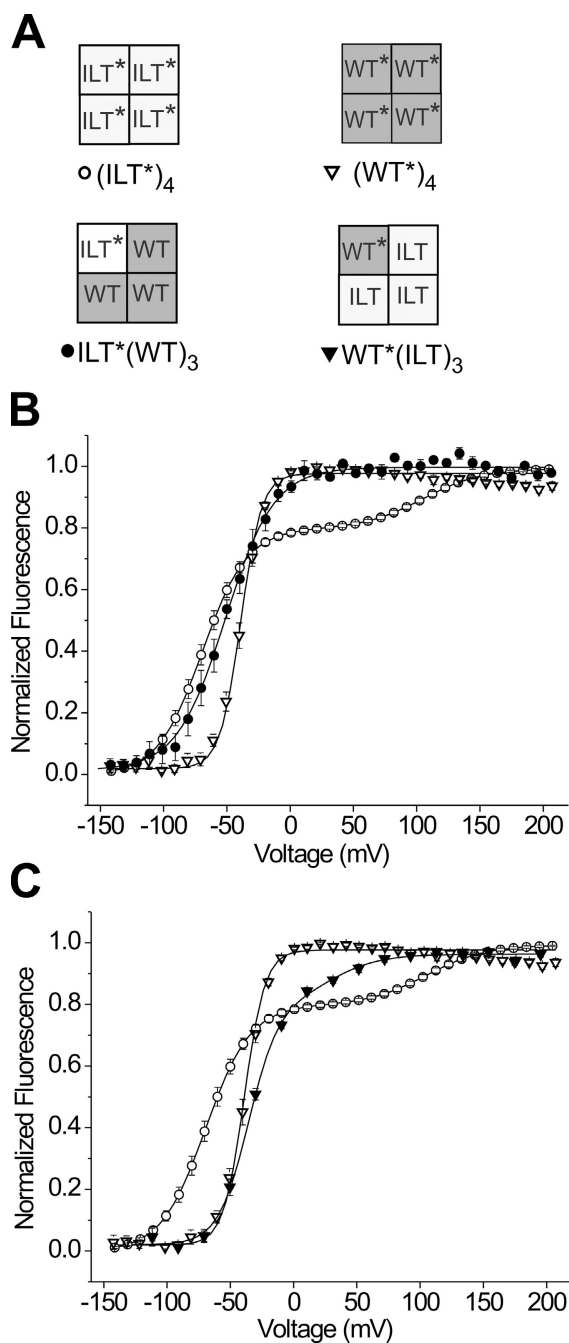 A
ILT* ILT* WT* WT*
ILT* ILT* WT* WT*
(ILT*)4 (WT*)4
ILT* WT WT* ILT
WT WT ILT ILT
ILT*(WT)3 WT*(ILT)3
B
Normalized Fluorescence
1.0
0.8
0.6
0.4
0.2
0.0
-150 -100 -50 0 50 100 150 200
Voltage (mV)
C
Normalized Fluorescence
1.0
0.8
0.6
0.4
0.2
0.0
-150 -100 -50 0 50 100 150 200
Voltage (mV)